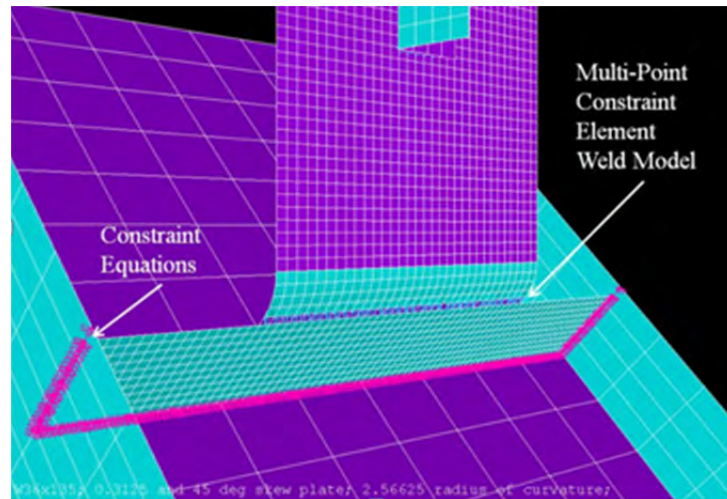 Multi-Point
Constraint
Element
Weld Model
Constraint
Equations
W36x135; 0.3125 and 45 deg skew plate; 2.56625 radius of curvature;